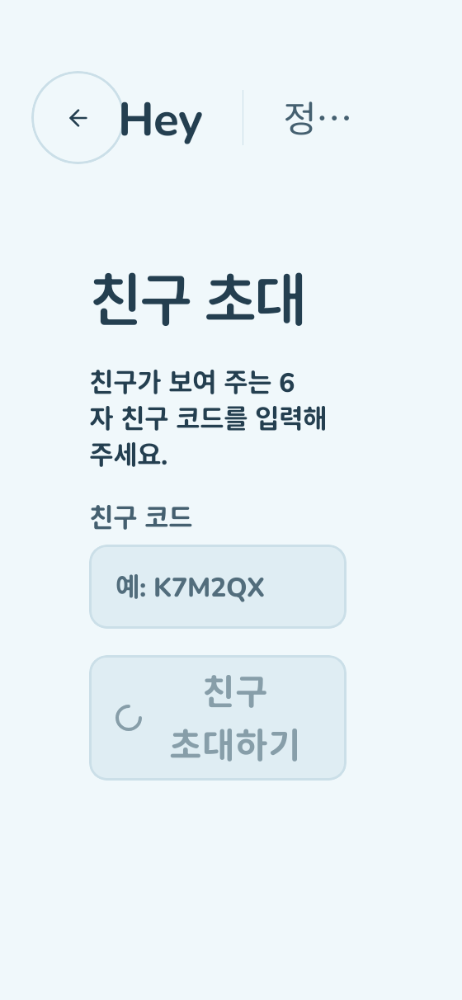 Hey
정…
친구 초대
친구가 보여 주는 6
자 친구 코드를 입력해
주세요.
친구 코드
예: K7M2QX
친구
초대하기